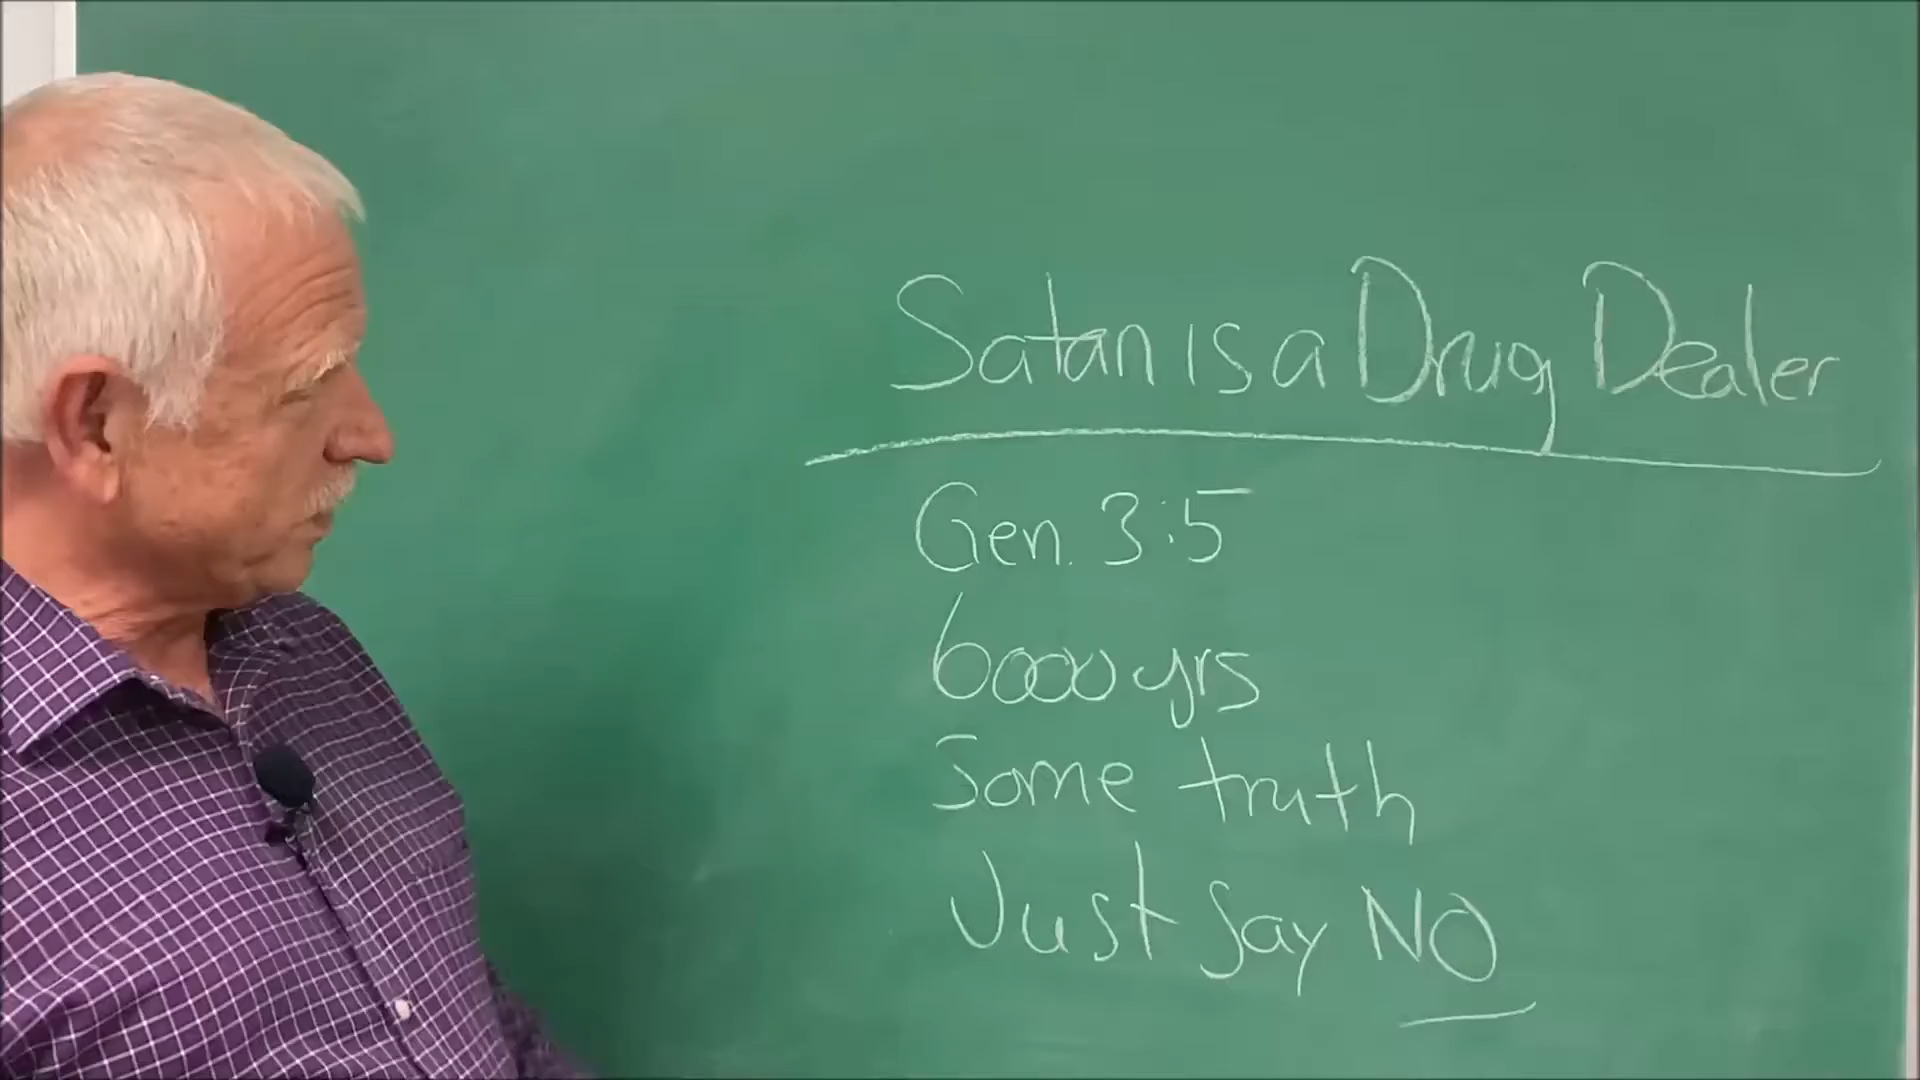 Satan is a Drug Dealer
Gen. 3:5
6000 yrs
Some truth
Just Say NO